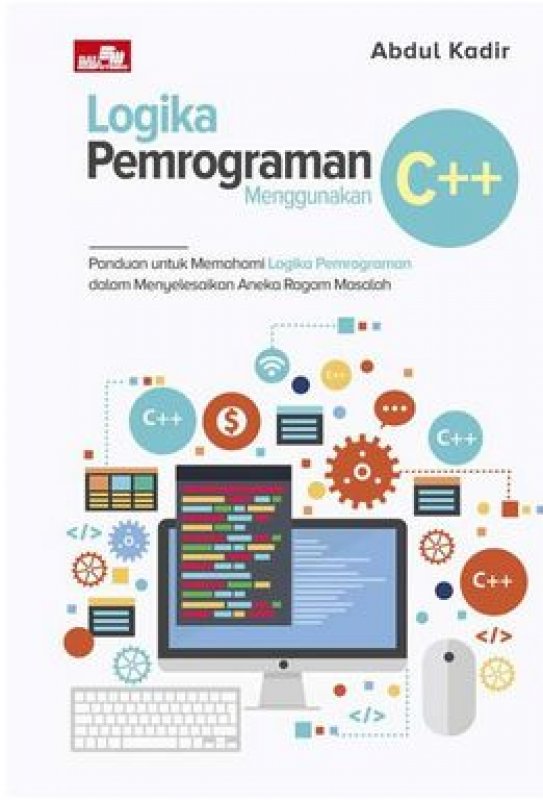 Abdul Kadir
Logika
Pemrograman
Menggunakan
C++
Panduan untuk Memahami Logika Pemrograman
dalam Menyelesaikan Aneka Ragam Masalah
C++
C++
$
C++
</>
C++
</>
</>